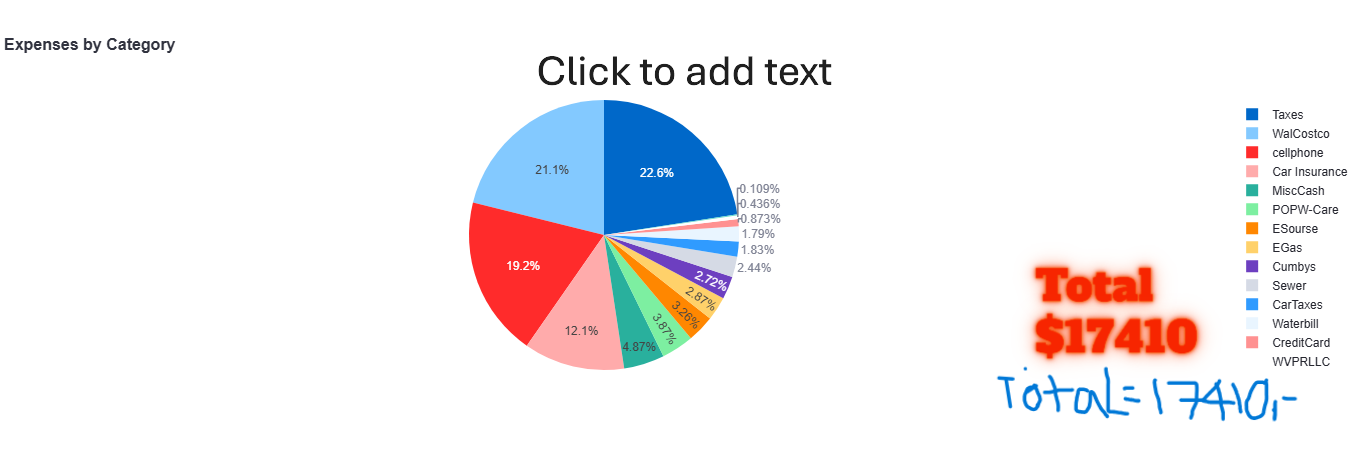 Expenses by Category
Click to add text
22.6%
21.1%
19.2%
12.1%
4.87%
3.87%
3.26%
2.87%
2.72%
2.44%
1.83%
1.79%
0.873%
0.436%
0.109%
Taxes
WalCostco
cellphone
Car Insurance
MiscCash
POPW-Care
ESourse
EGas
Cumbys
Sewer
CarTaxes
Waterbill
CreditCard
WVPRLLC
Total
$17410
Total=17410,-